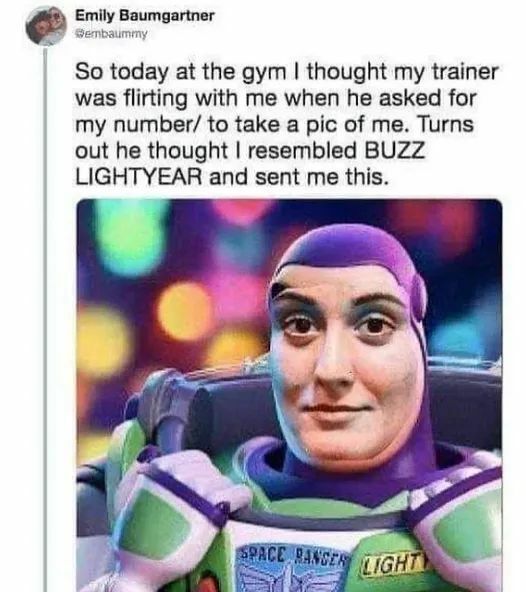 Emily Baumgartner
@embaummy
So today at the gym I thought my trainer
was flirting with me when he asked for
my number/ to take a pic of me. Turns
out he thought I resembled BUZZ
LIGHTYEAR and sent me this.
SPACE RANGER
LIGHTY